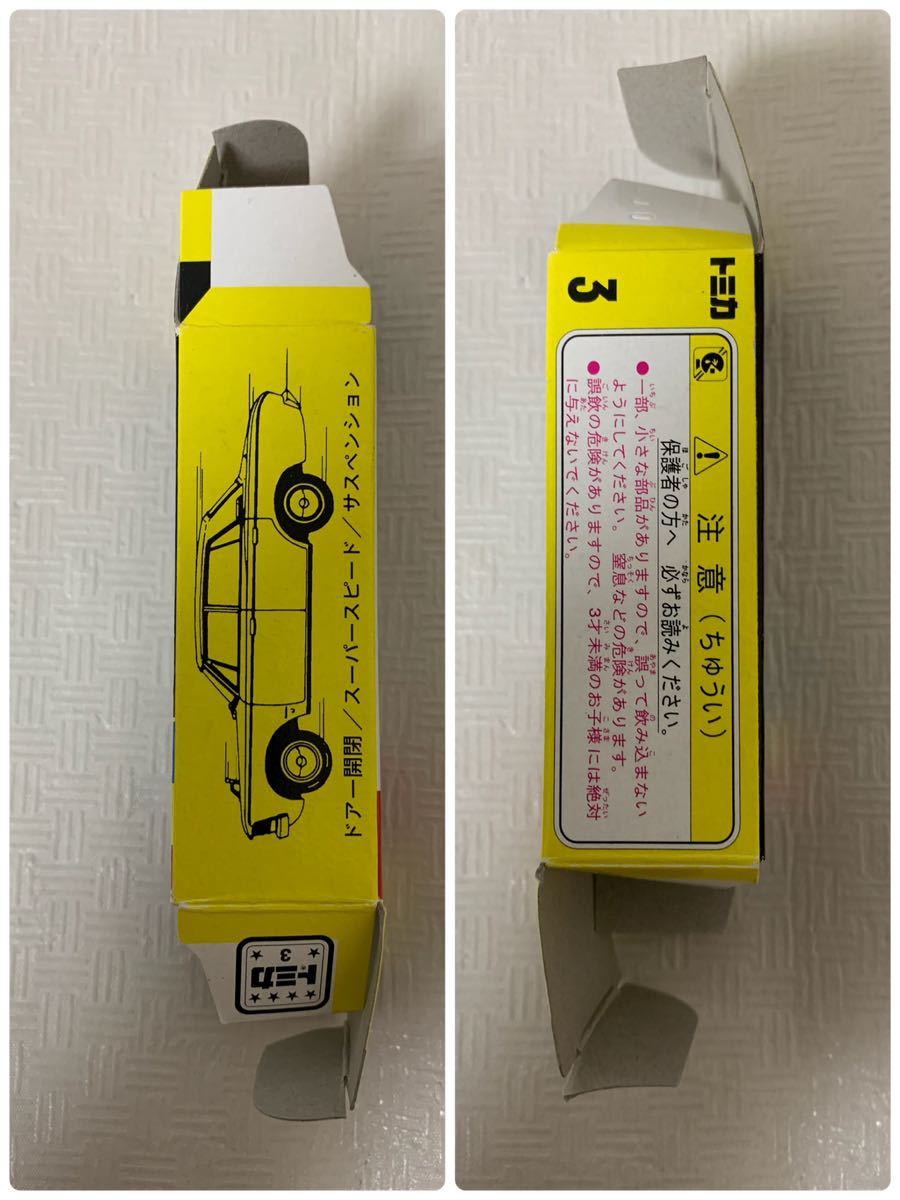 ドアー開閉／スーパースピード／サスペンション
トミカ
3
トミカ
3
注意（ちゅうい）
保護者の方へ 必ずお読みください。
●一部、小さな部品がありますので、誤って飲み込まない
ようにしてください。窒息などの危険があります。
●誤飲の危険がありますので、3才未満のお子様には絶対
に与えないでください。